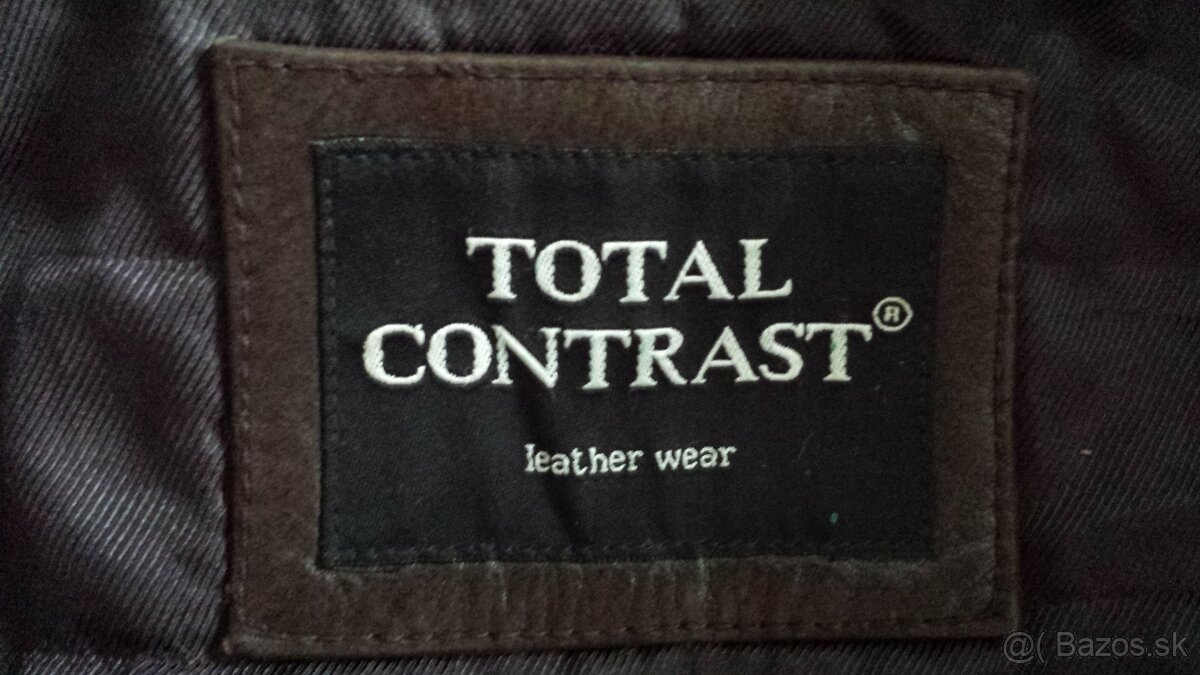 TOTAL
CONTRAST®
leather wear
@( Bazos.sk